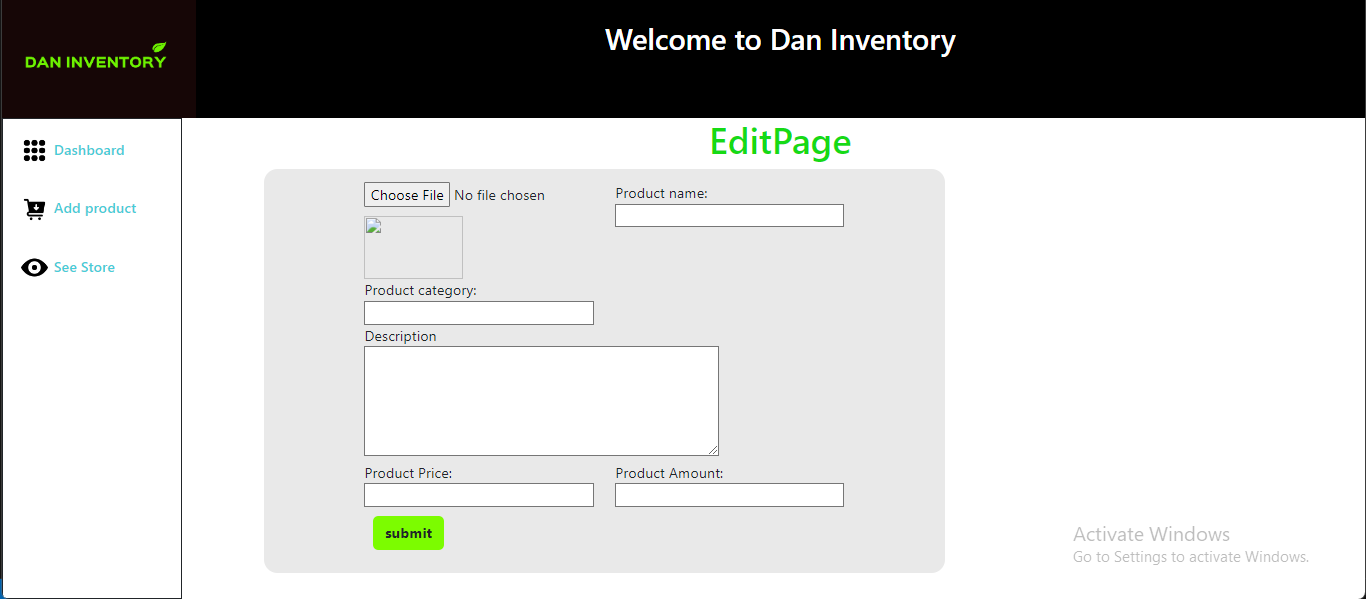 DAN INVENTORY
Welcome to Dan Inventory
Dashboard
Add product
See Store
EditPage
Choose File No file chosen
Product name:
Product category:
Description
Product Price:
Product Amount:
submit
Activate Windows
Go to Settings to activate Windows.